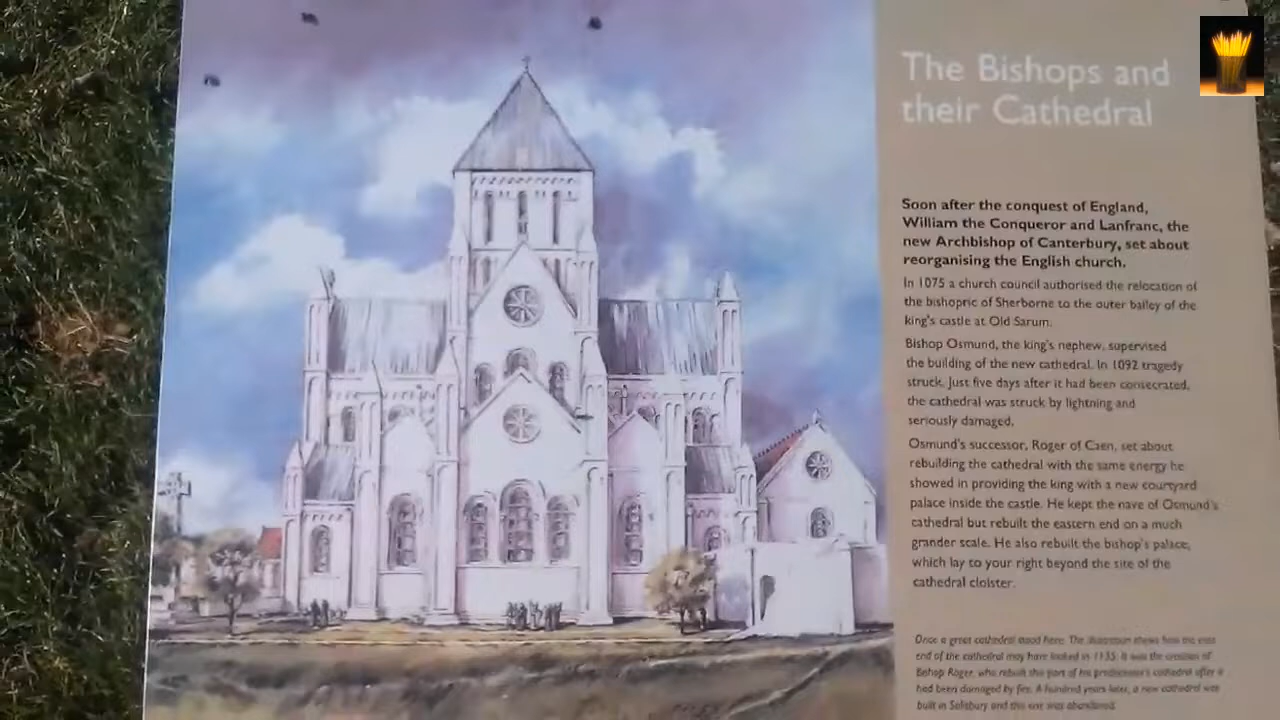 The Bishops and
their Cathedral
Soon after the conquest of England,
William the Conqueror and Lanfranc, the
new Archbishop of Canterbury, set about
reorganising the English church.
In 1075 a church council authorised the relocation of
the bishopric of Sherborne to the outer bailey of the
king's castle at Old Sarum.
Bishop Osmund, the king's nephew, supervised
the building of the new cathedral. In 1092 tragedy
struck. Just five days after it had been consecrated,
the cathedral was struck by lightning and
seriously damaged.
Osmund's successor, Roger of Caen, set about
rebuilding the cathedral with the same energy he
showed in providing the king with a new courtyard
palace inside the castle. He kept the nave of Osmund's
cathedral but rebuilt the eastern end on a much
grander scale. He also rebuilt the bishop's palace,
which lay to your right beyond the site of the
cathedral cloister.
Once a great cathedral stood here. The illustration shows how the east
end of the cathedral may have looked in 1135. It was the creation of
Bishop Roger, who rebuilt this part of his predecessor's cathedral after it
had been damaged by fire. A hundred years later, a new cathedral was
built in Salisbury and this one was abandoned.